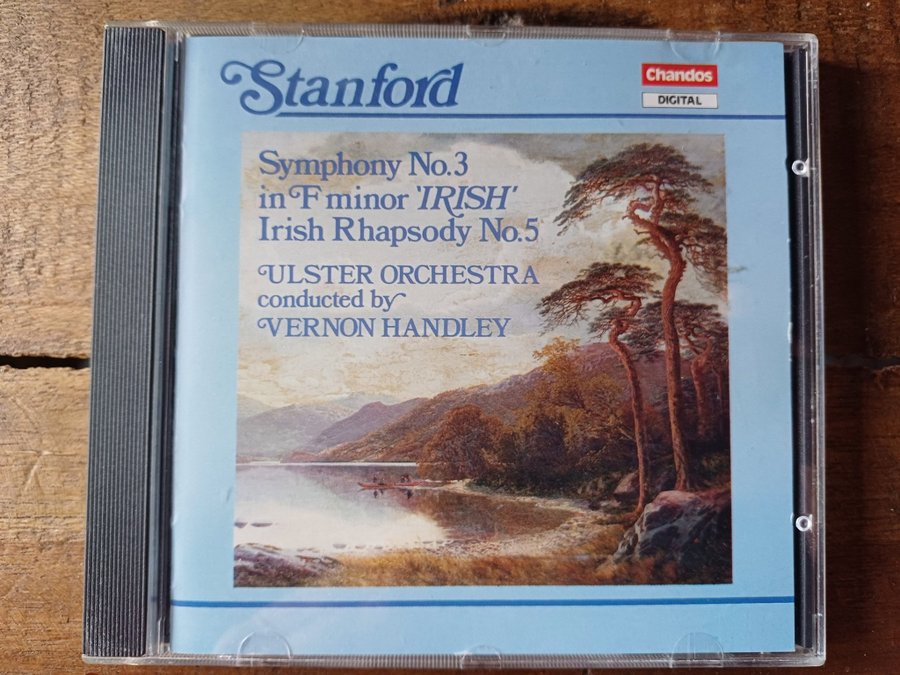 Stanford
Chandos
DIGITAL
Symphony No.3
in F minor 'IRISH'
Irish Rhapsody No.5
ULSTER ORCHESTRA
conducted by
VERNON HANDLEY